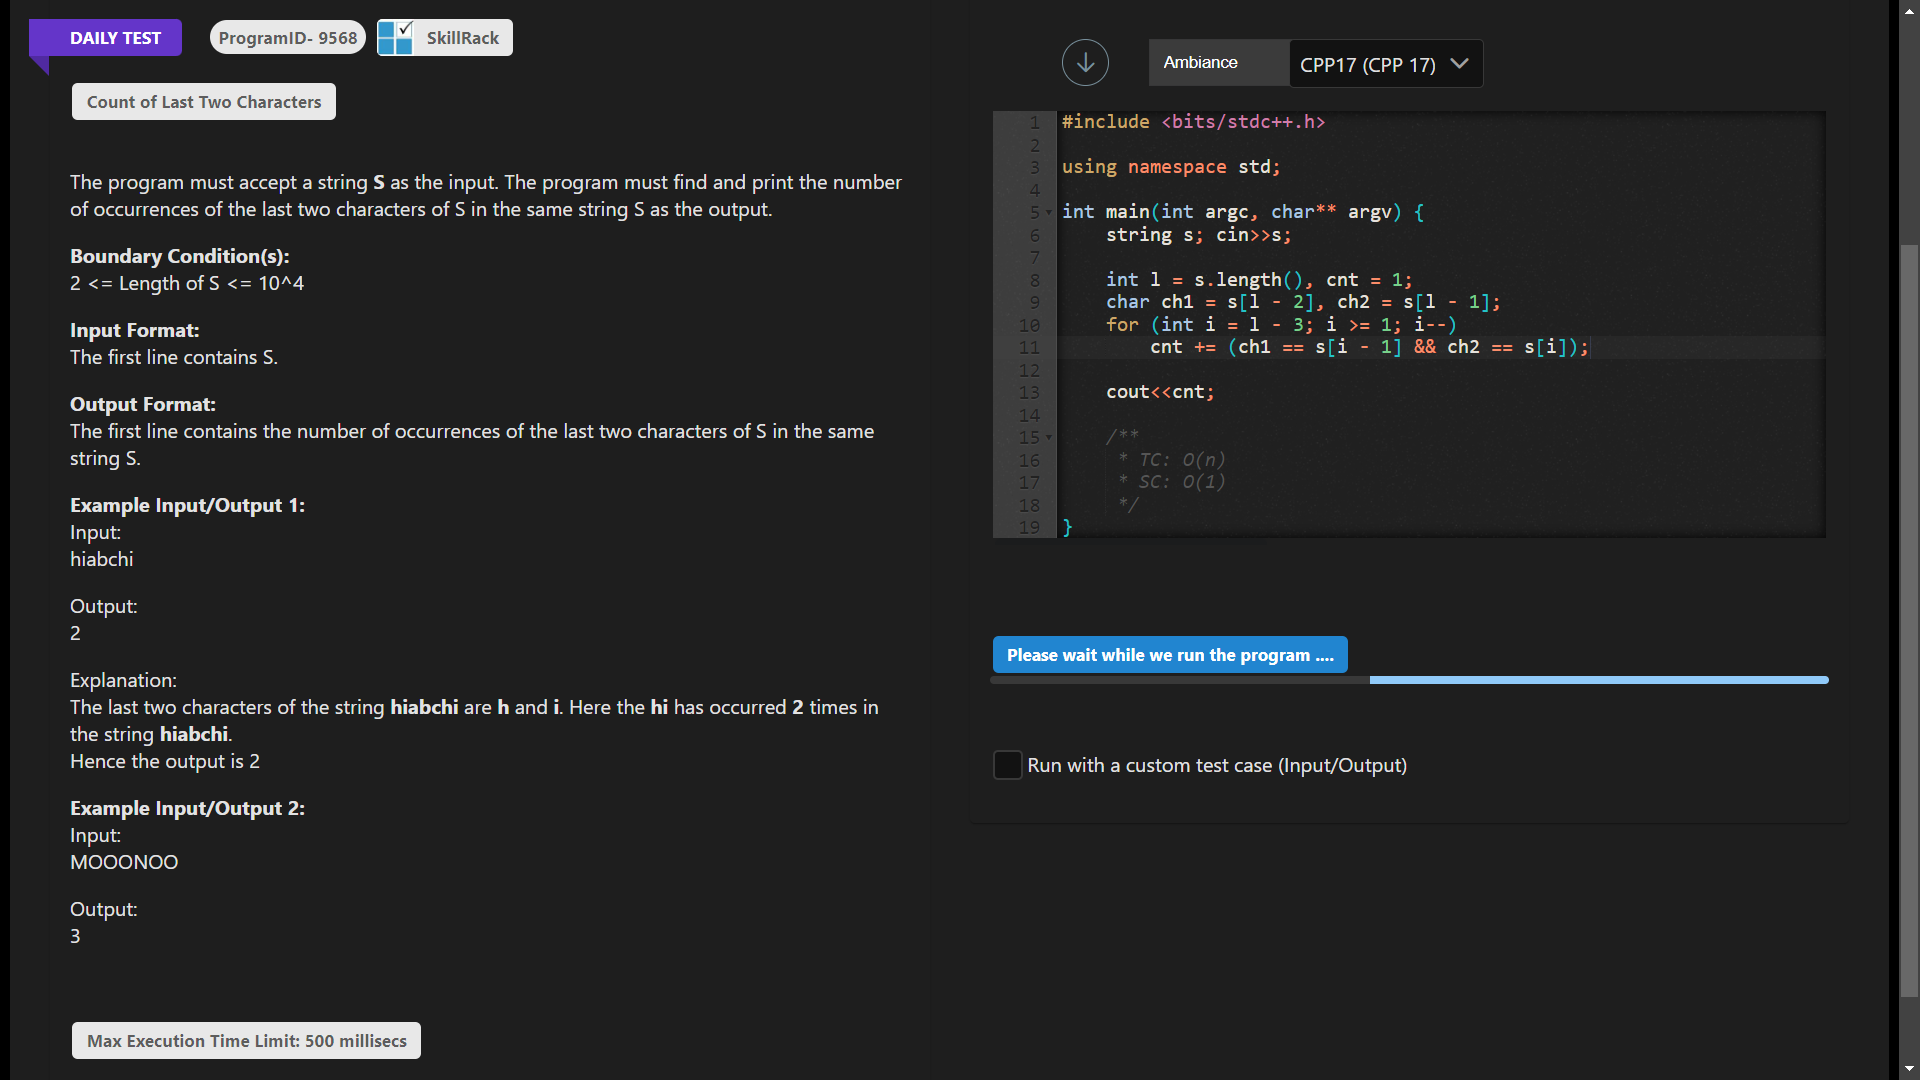 DAILY TEST
ProgramID- 9568
SkillRack
Count of Last Two Characters
The program must accept a string S as the input. The program must find and print the number
of occurrences of the last two characters of S in the same string S as the output.
Boundary Condition(s):
2 <= Length of S <= 10^4
Input Format:
The first line contains S.
Output Format:
The first line contains the number of occurrences of the last two characters of S in the same
string S.
Example Input/Output 1:
Input:
hiabchi
Output:
2
Explanation:
The last two characters of the string hiabchi are h and i. Here the hi has occurred 2 times in
the string hiabchi.
Hence the output is 2
Example Input/Output 2:
Input:
MOOONOO
Output:
3
Max Execution Time Limit: 500 millisecs
Ambiance
CPP17 (CPP 17)
1 #include <bits/stdc++.h>
2
3 using namespace std;
4
5 int main(int argc, char** argv) {
6     string s; cin>>s;
7
8     int l = s.length(), cnt = 1;
9     char ch1 = s[l - 2], ch2 = s[l - 1];
10     for (int i = l - 3; i >= 1; i--)
11         cnt += (ch1 == s[i - 1] && ch2 == s[i]);
12
13     cout<<cnt;
14
15     /**
16      * TC: O(n)
17      * SC: O(1)
18      */
19 }
Please wait while we run the program ....
Run with a custom test case (Input/Output)